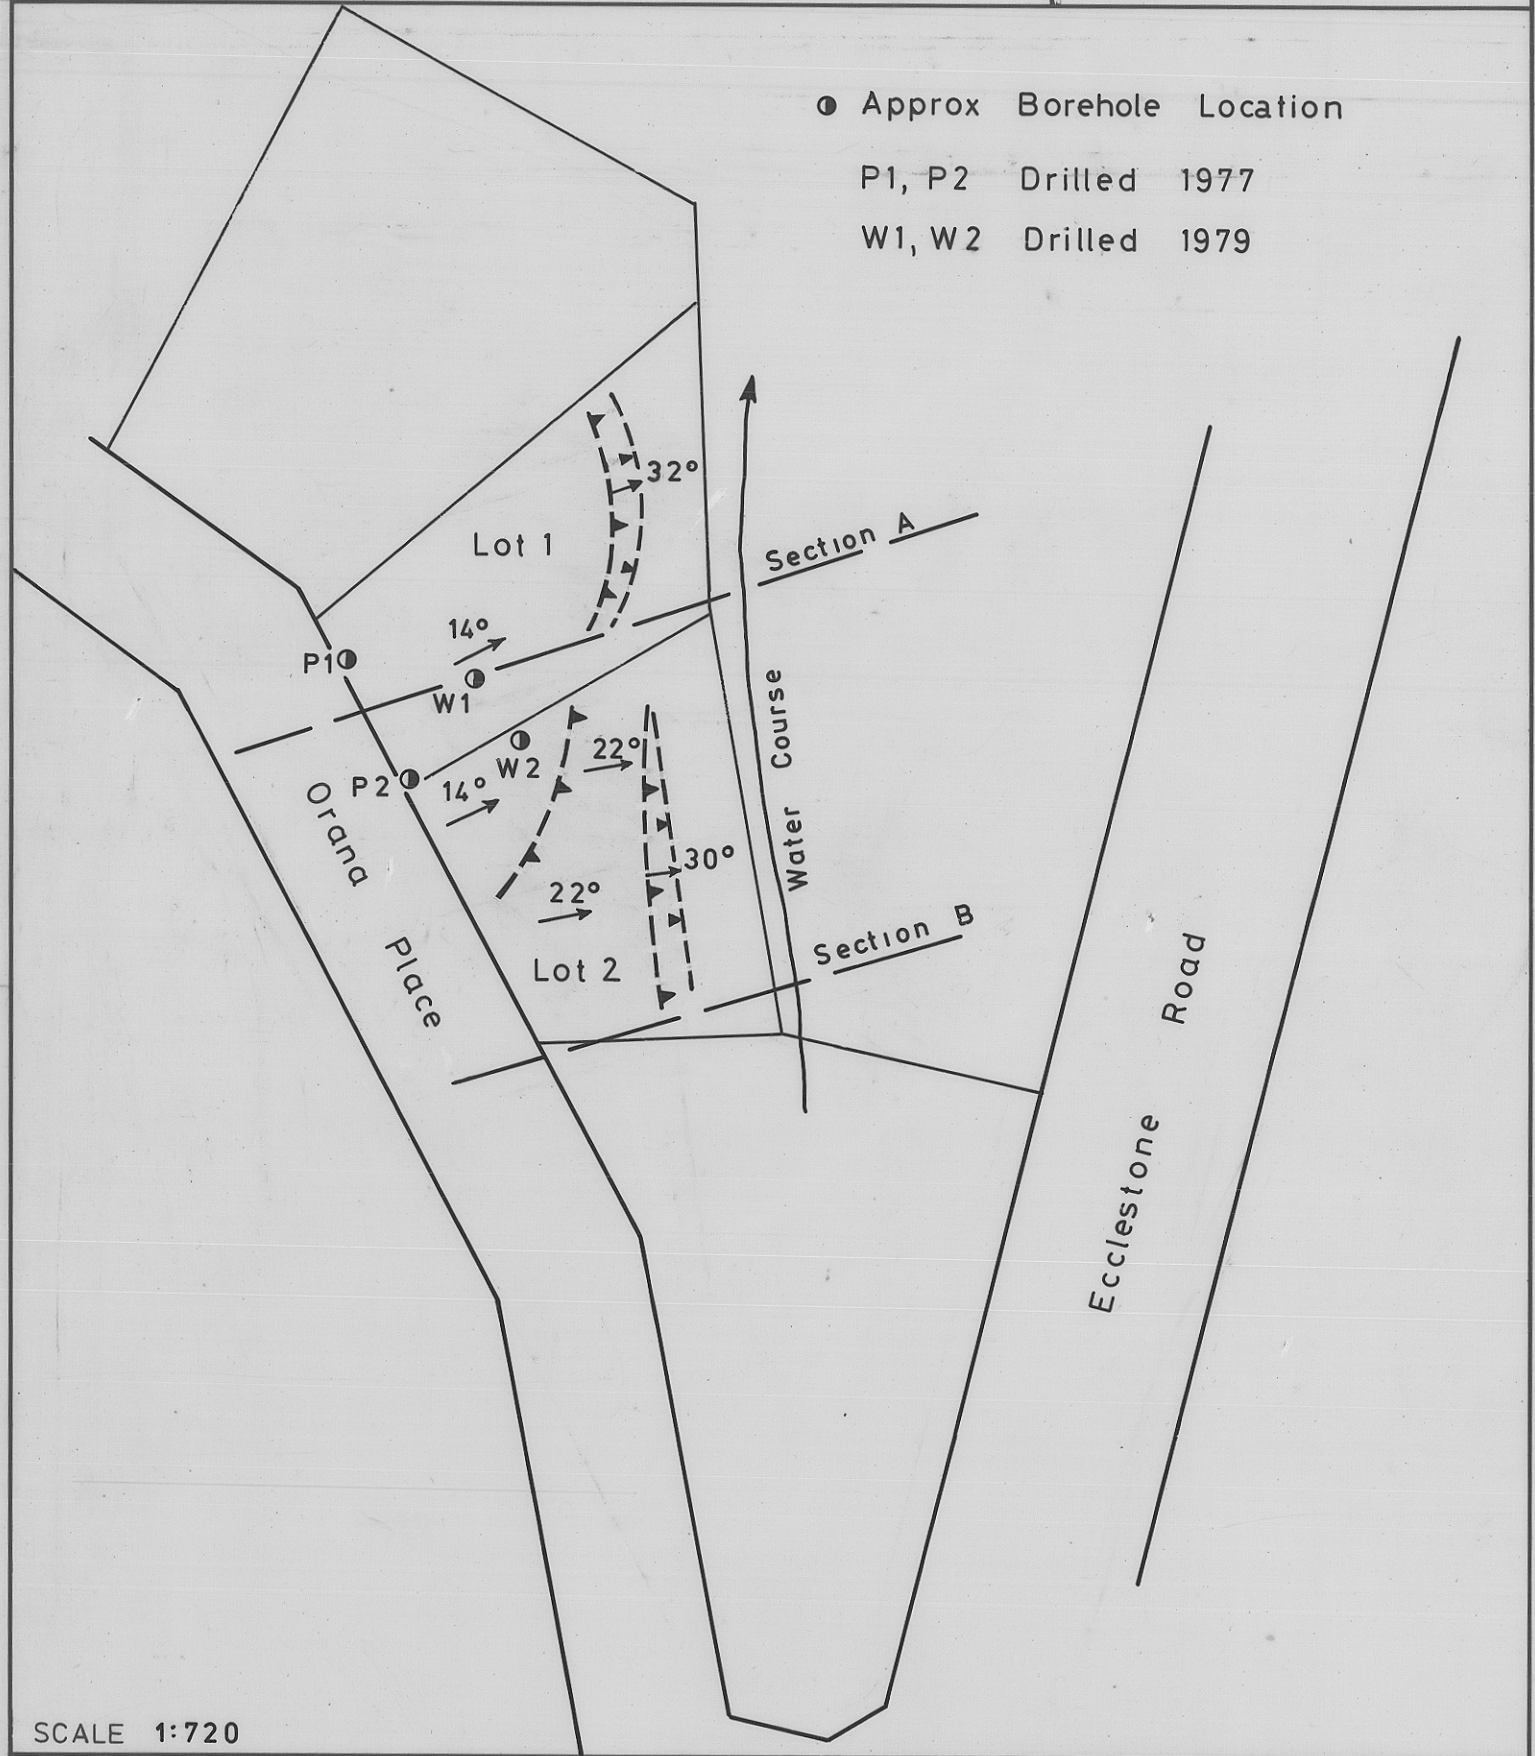 Approx Borehole Location
P1, P2 Drilled 1977
W1, W2 Drilled 1979
32°
Lot 1
Section A
14°
P1
W1
W2
22°
P2
14°
Orana Place
Water Course
30°
22°
Section B
Lot 2
Ecclestone Road
SCALE 1:720